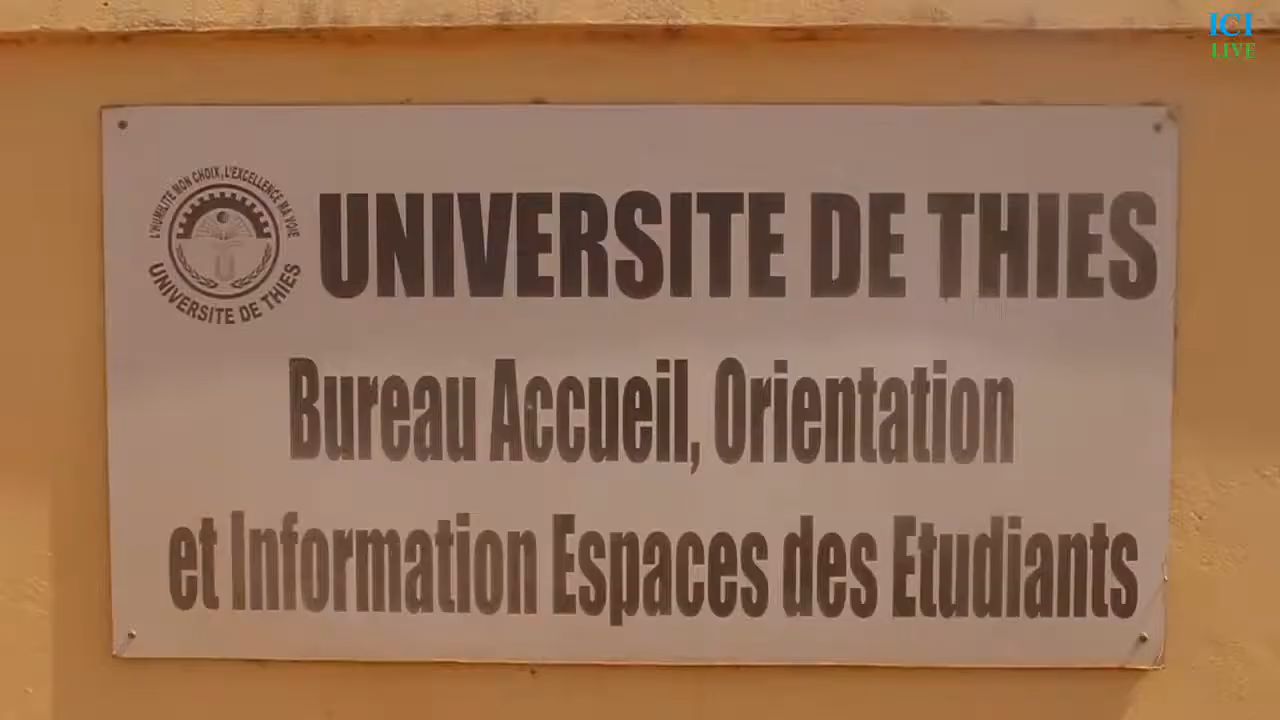 ICI
LIVE
L'HUMILITE MON CHOIX, L'EXCELLENCE MA VOIE
UNIVERSITE DE THIES
UNIVERSITE DE THIES
Bureau Accueil, Orientation
et Information Espaces des Etudiants